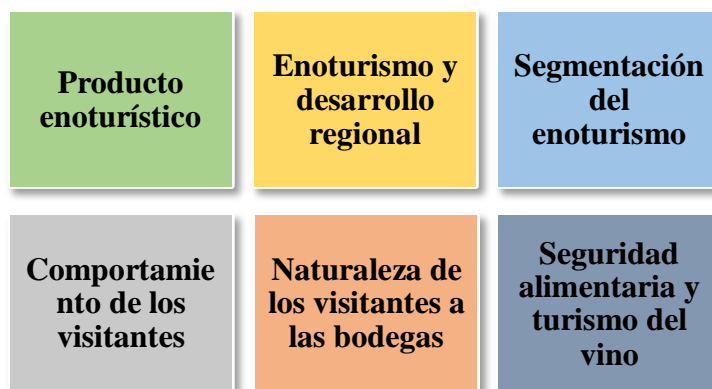 Producto
enoturístico
Enoturismo y
desarrollo
regional
Segmentación
del
enoturismo
Comportamie
nto de los
visitantes
Naturaleza de
los visitantes a
las bodegas
Seguridad
alimentaria y
turismo del
vino